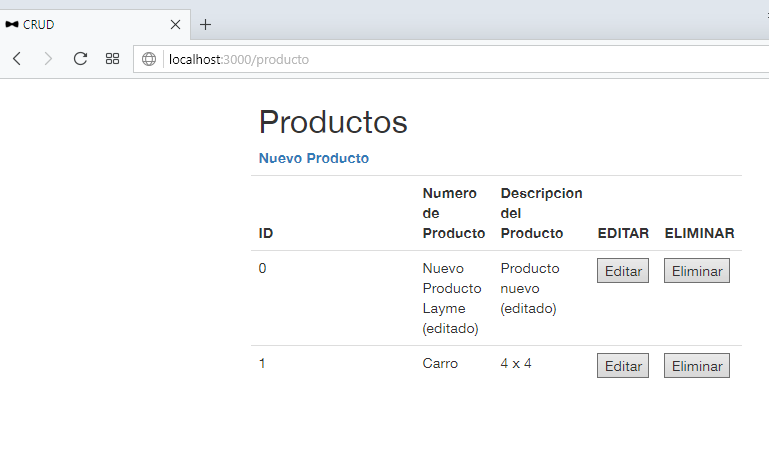 CRUD
localhost:3000/producto
Productos
Nuevo Producto
ID
Numero
de
Producto
Descripcion
del
Producto
EDITAR
ELIMINAR
0
Nuevo
Producto
Layme
(editado)
Producto
nuevo
(editado)
Editar
Eliminar
1
Carro
4 x 4
Editar
Eliminar